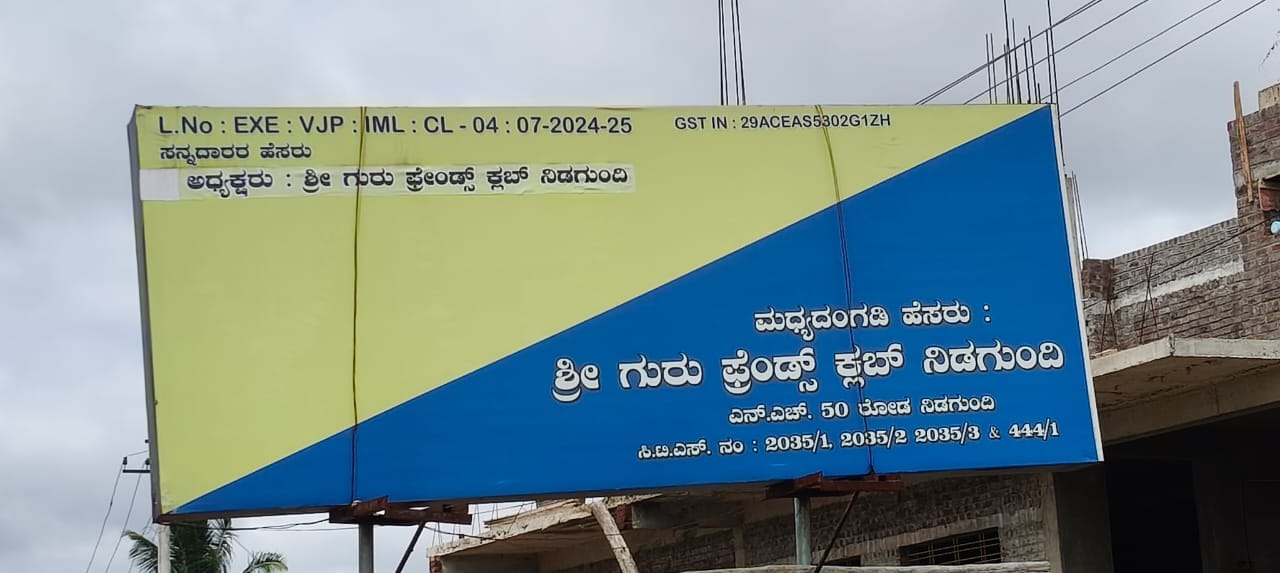 L.No : EXE : VJP : IML : CL - 04 : 07-2024-25
GST IN : 29ACEAS5302G1ZH
ಸನ್ನದಾರರ ಹೆಸರು
ಅಧ್ಯಕ್ಷರು : ಶ್ರೀ ಗುರು ಫ್ರೇಂಡ್ಸ್ ಕ್ಲಬ್ ನಿಡಗುಂದಿ
ಮಧ್ಯದಂಗಡಿ ಹೆಸರು :
ಶ್ರೀ ಗುರು ಫ್ರೆಂಡ್ಸ್ ಕ್ಲಬ್ ನಿಡಗುಂದಿ
ಎನ್.ಎಚ್. 50 ರೋಡ ನಿಡಗುಂದಿ
ಸಿ.ಟಿ.ಎಸ್. ನಂ : 2035/1, 2035/2 2035/3 & 444/1